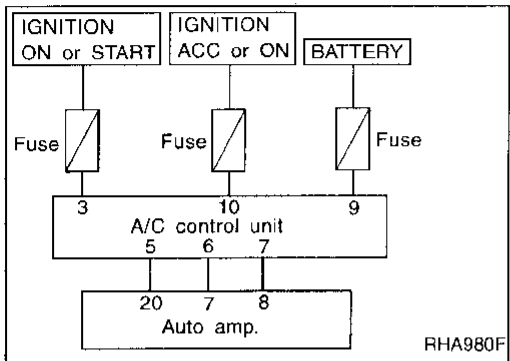 IGNITION
ON or START
IGNITION
ACC or ON
BATTERY
Fuse
Fuse
Fuse
3
10
9
A/C control unit
5
6
7
20
7
8
Auto amp.
RHA980F